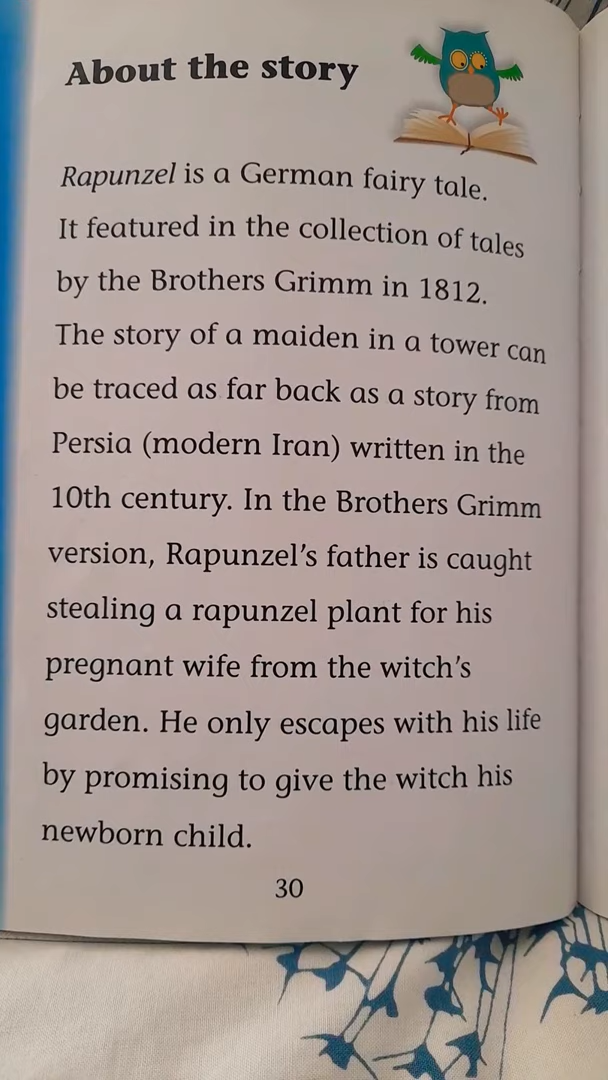 About the story
Rapunzel is a German fairy tale.
It featured in the collection of tales
by the Brothers Grimm in 1812.
The story of a maiden in a tower can
be traced as far back as a story from
Persia (modern Iran) written in the
10th century. In the Brothers Grimm
version, Rapunzel’s father is caught
stealing a rapunzel plant for his
pregnant wife from the witch’s
garden. He only escapes with his life
by promising to give the witch his
newborn child.
30